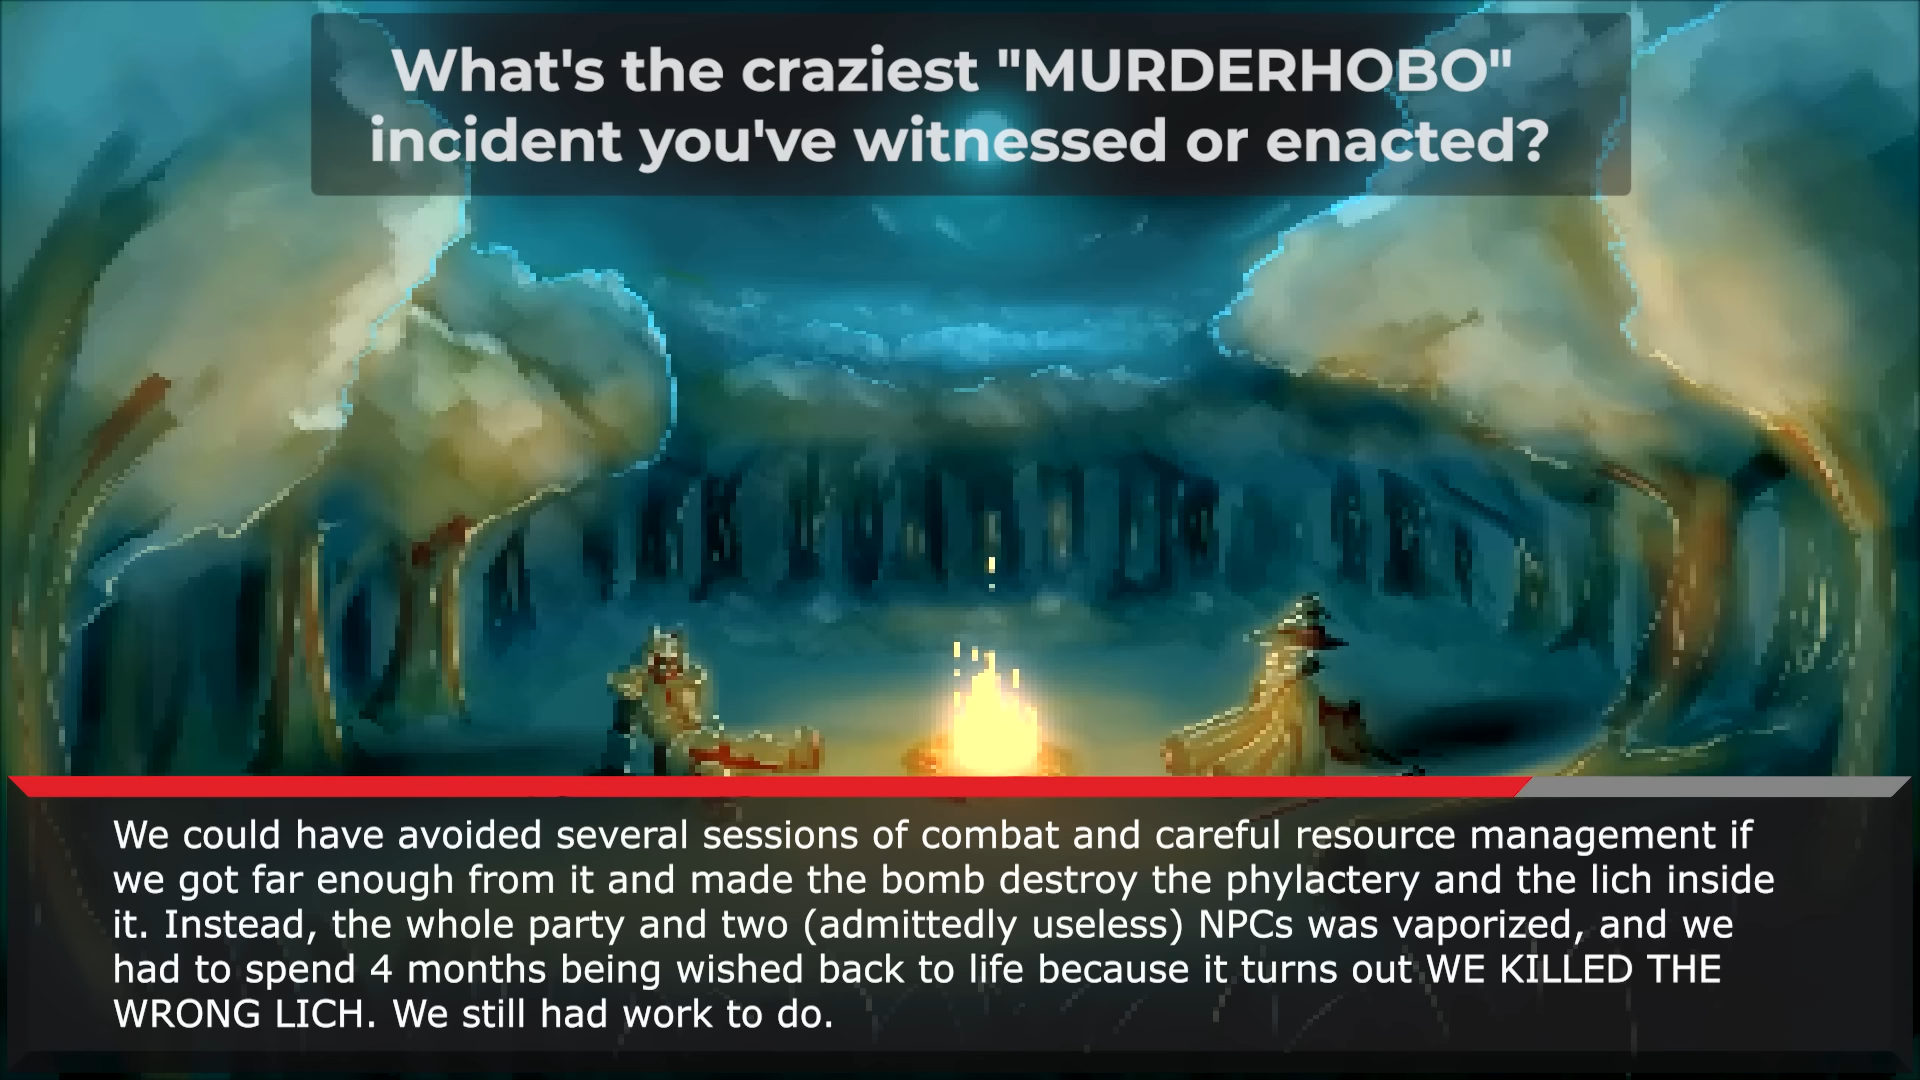 What's the craziest "MURDERHOBO"
incident you've witnessed or enacted?
We could have avoided several sessions of combat and careful resource management if
we got far enough from it and made the bomb destroy the phylactery and the lich inside
it. Instead, the whole party and two (admittedly useless) NPCs was vaporized, and we
had to spend 4 months being wished back to life because it turns out WE KILLED THE
WRONG LICH. We still had work to do.